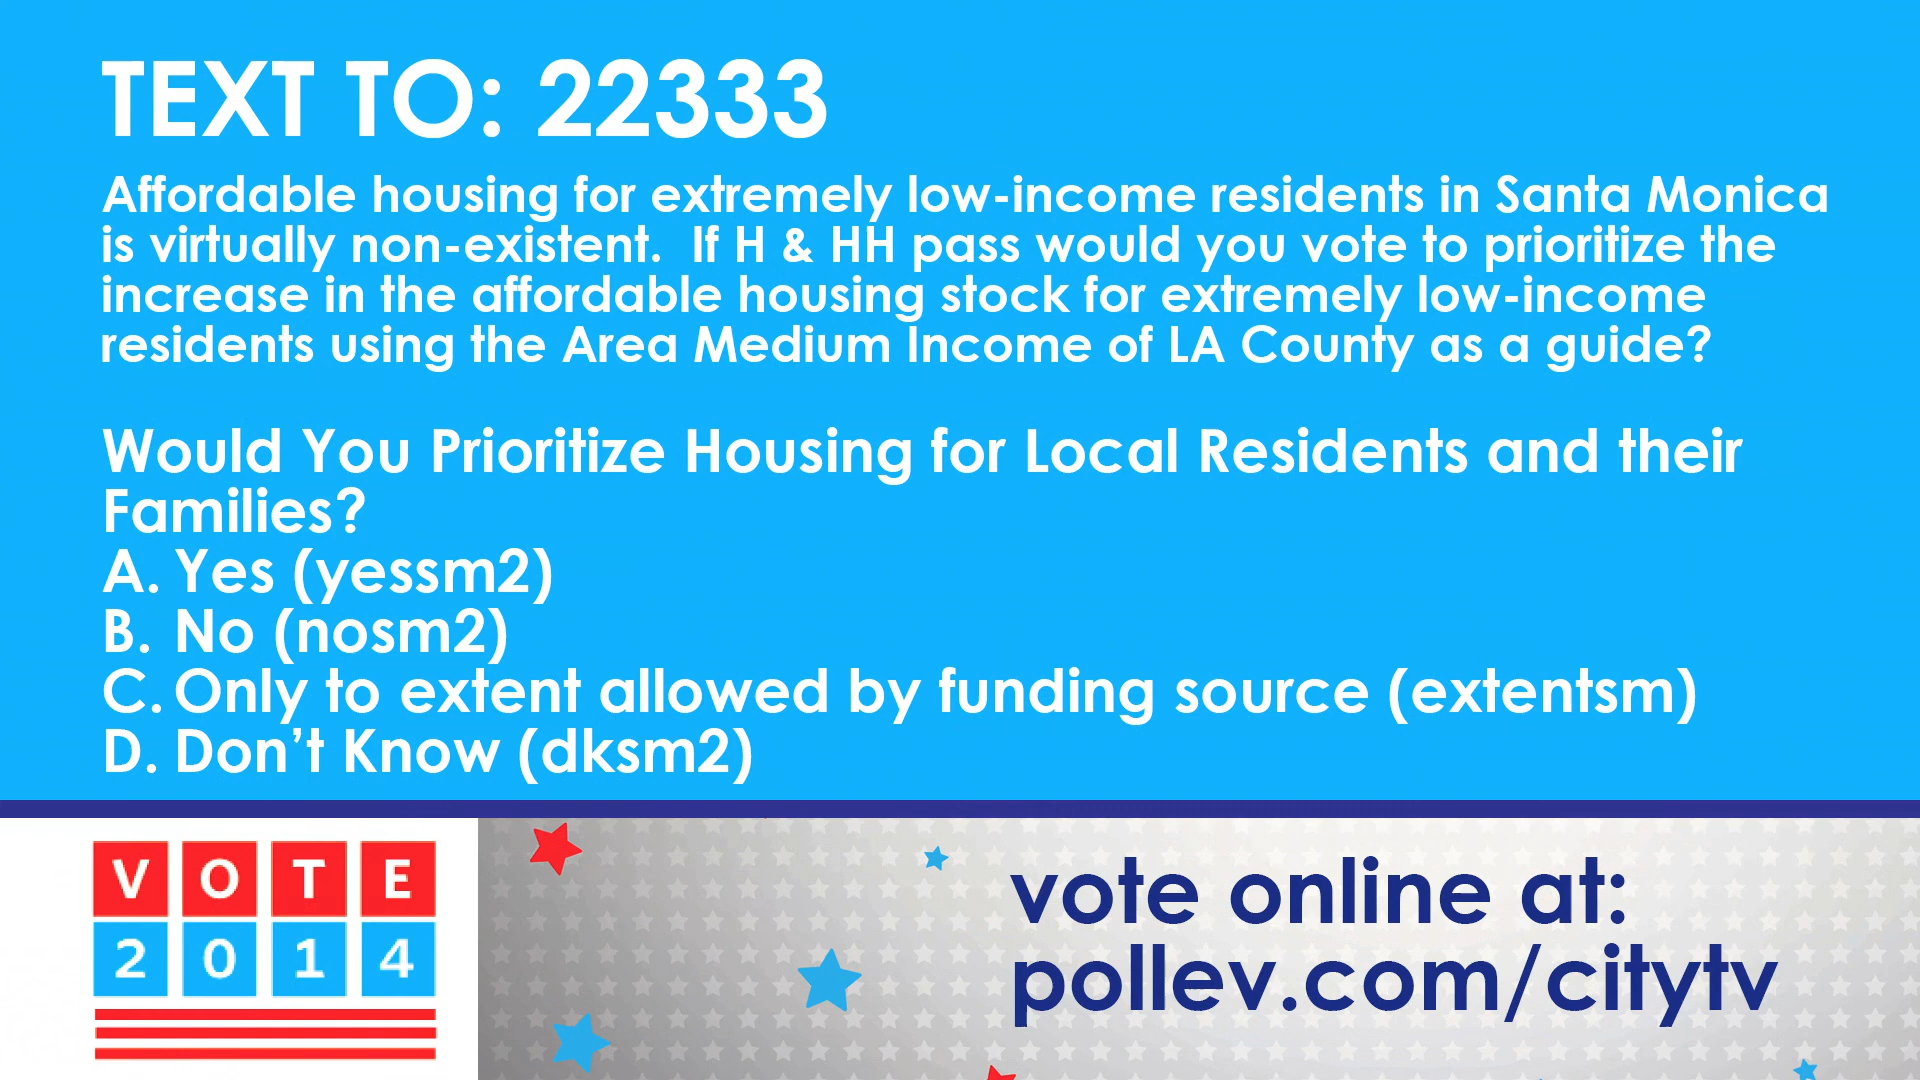 TEXT TO: 22333
Affordable housing for extremely low-income residents in Santa Monica
is virtually non-existent.  If H & HH pass would you vote to prioritize the
increase in the affordable housing stock for extremely low-income
residents using the Area Medium Income of LA County as a guide?
Would You Prioritize Housing for Local Residents and their
Families?
A. Yes (yessm2)
B. No (nosm2)
C. Only to extent allowed by funding source (extentsm)
D. Don’t Know (dksm2)
VOTE
2014
vote online at:
pollev.com/citytv